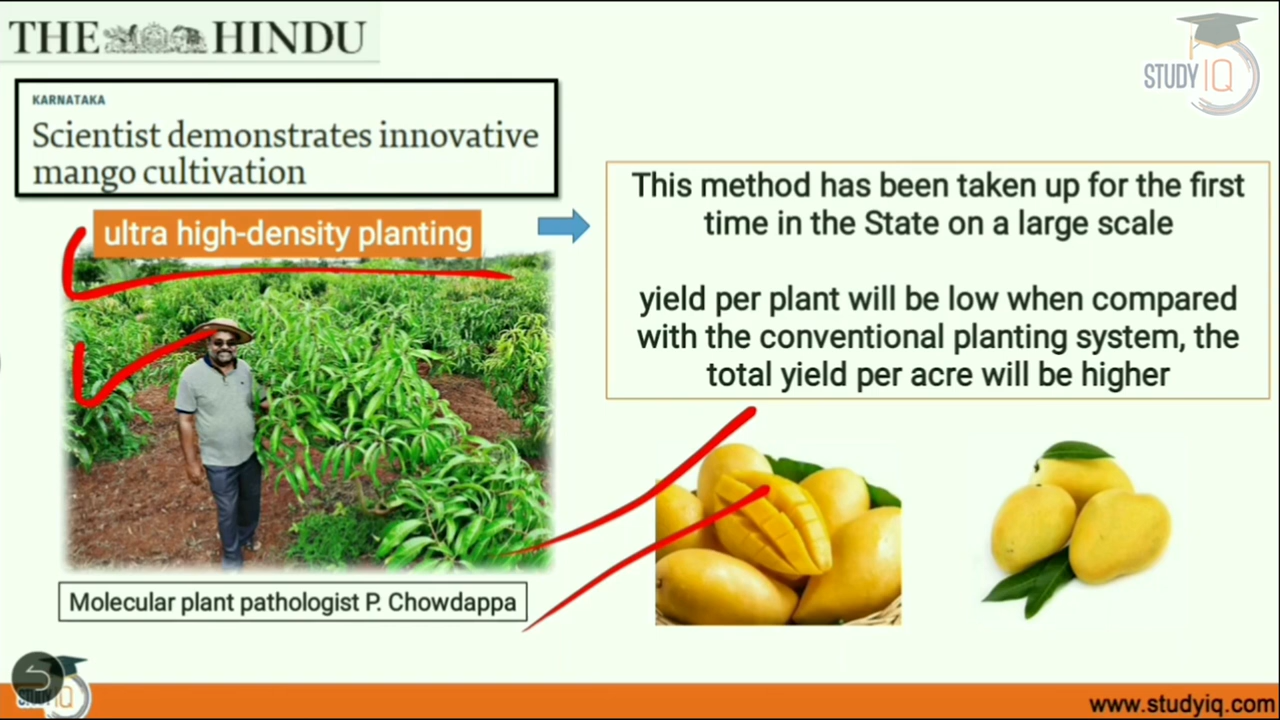 THE HINDU
STUDY IQ
KARNATAKA
Scientist demonstrates innovative
mango cultivation
ultra high-density planting
This method has been taken up for the first
time in the State on a large scale
yield per plant will be low when compared
with the conventional planting system, the
total yield per acre will be higher
Molecular plant pathologist P. Chowdappa
STUDY IQ
www.studyiq.com